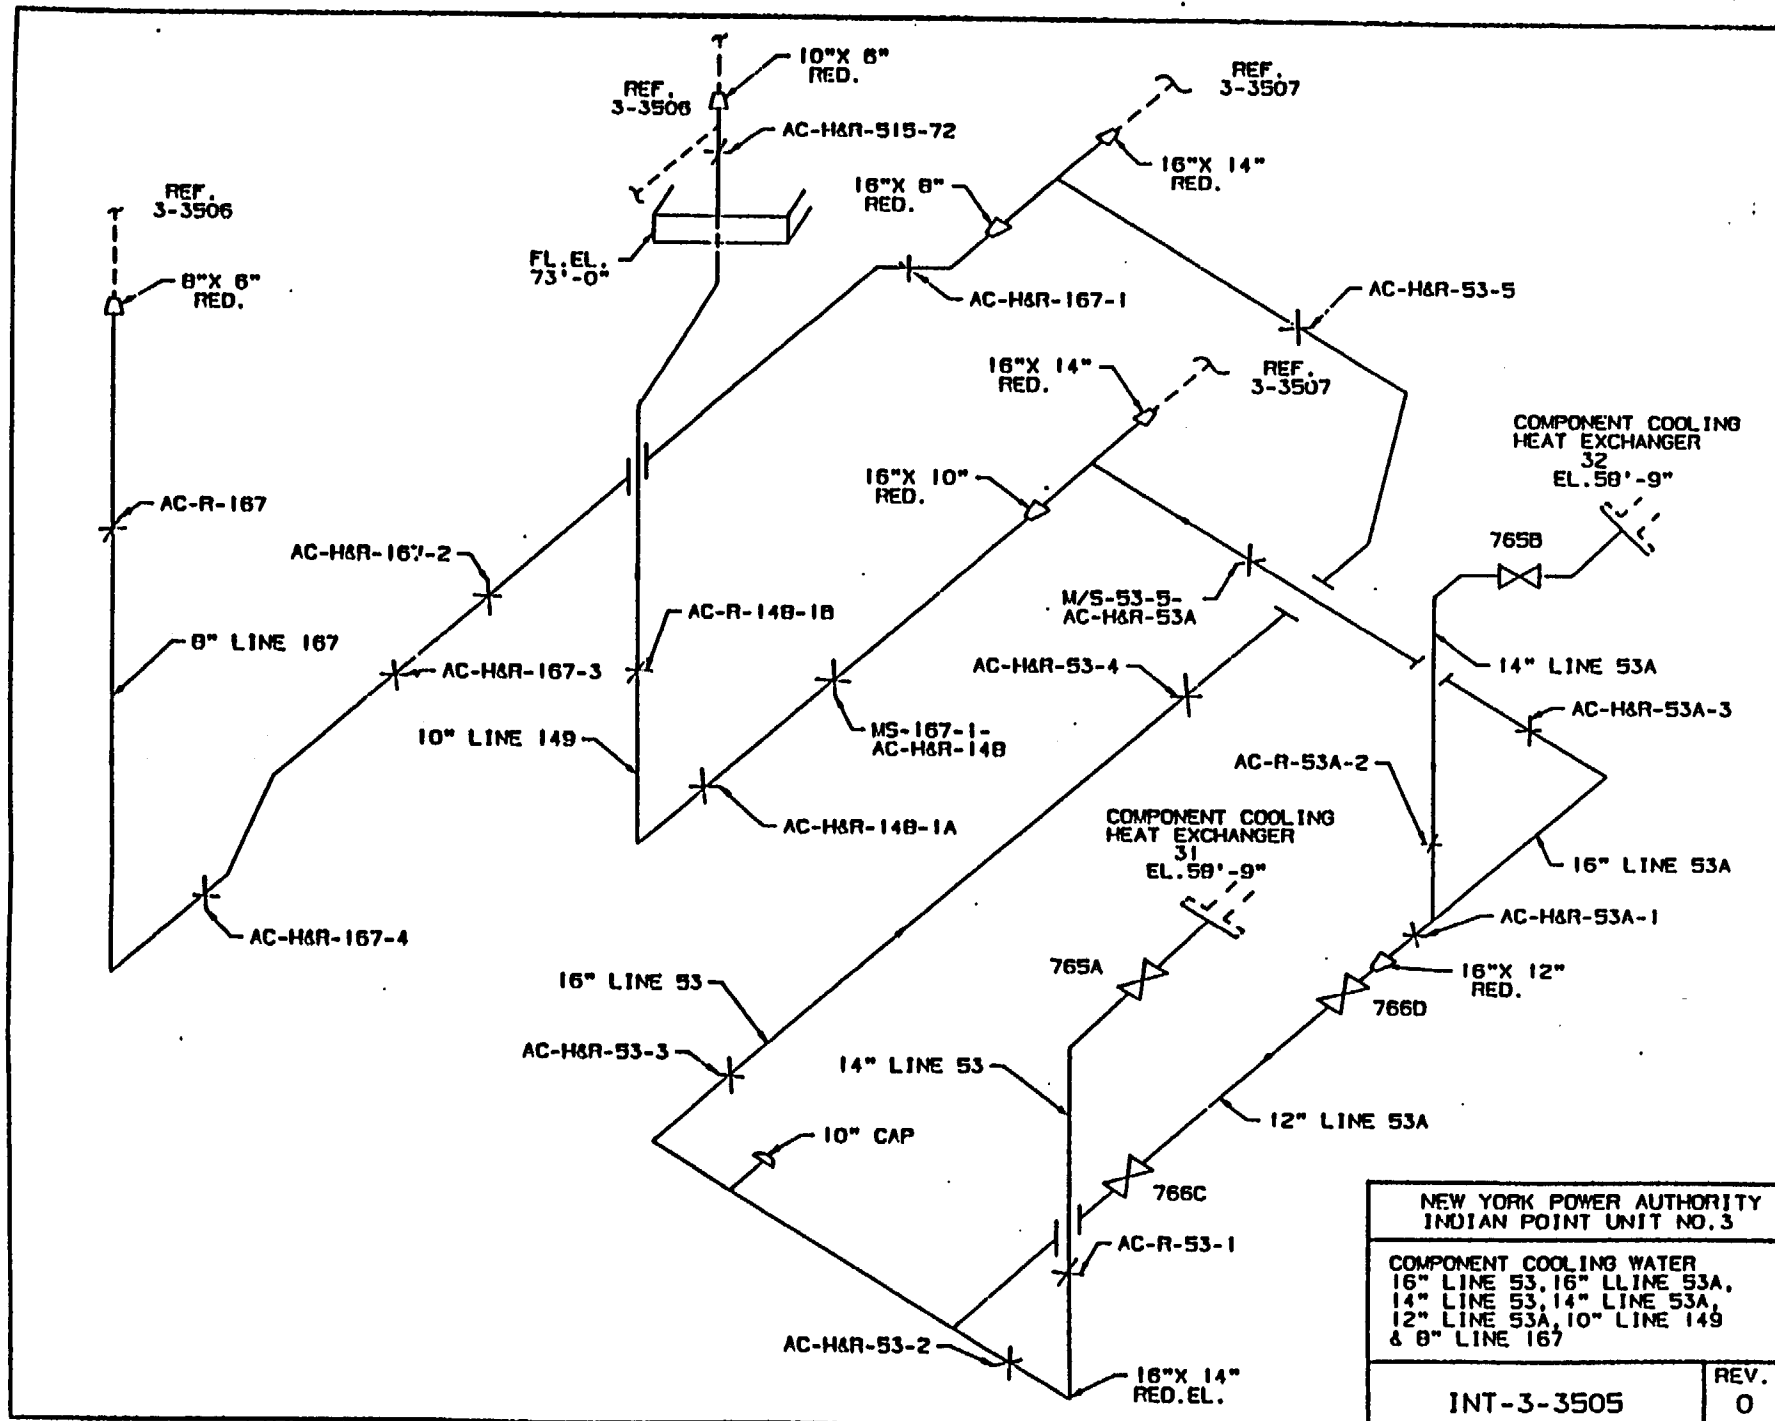 10"X 6"
RED.
REF.
3-3506
AC-H&R-515-72
REF.
3-3507
16"X 14"
RED.
16"X 8"
RED.
REF.
3-3506
FL.EL.
73'-0"
8"X 6"
RED.
AC-H&R-167-1
AC-H&R-53-5
16"X 14"
RED.
REF.
3-3507
COMPONENT COOLING
HEAT EXCHANGER
32
EL.58'-9"
16"X 10"
RED.
AC-R-167
AC-H&R-167-2
765B
M/S-53-5-
AC-H&R-53A
AC-R-148-1B
8" LINE 167
AC-H&R-167-3
AC-H&R-53-4
14" LINE 53A
AC-H&R-53A-3
10" LINE 149
MS-167-1-
AC-H&R-148
AC-R-53A-2
AC-H&R-148-1A
COMPONENT COOLING
HEAT EXCHANGER
31
EL.58'-9"
16" LINE 53A
AC-H&R-167-4
AC-H&R-53A-1
765A
16" LINE 53
16"X 12"
RED.
766D
AC-H&R-53-3
14" LINE 53
12" LINE 53A
10" CAP
766C
AC-R-53-1
AC-H&R-53-2
16"X 14"
RED.EL.
NEW YORK POWER AUTHORITY
INDIAN POINT UNIT NO.3
COMPONENT COOLING WATER
16" LINE 53,16" LLINE 53A,
14" LINE 53,14" LINE 53A,
12" LINE 53A,10" LINE 149
& 8" LINE 167
INT-3-3505
REV.
0